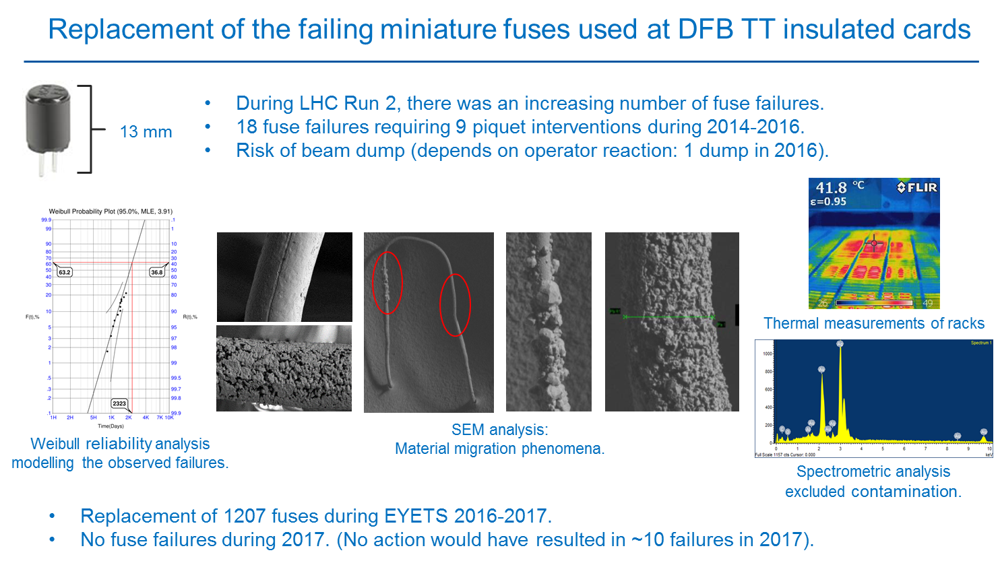 Replacement of the failing miniature fuses used at DFB TT insulated cards
13 mm
• During LHC Run 2, there was an increasing number of fuse failures.
• 18 fuse failures requiring 9 piquet interventions during 2014-2016.
• Risk of beam dump (depends on operator reaction: 1 dump in 2016).
Weibull Probability Plot (95.0%, MLE, 3.91)
99.9
99
90
80
70
60
50
40
30
20
10
5
3
2
1
.5
.3
.2
.1
F(t),%
63.2
36.8
2323
.1
1
10
20
30
40
50
60
70
80
90
95
97
98
99
99.5
99.7
99.8
99.9
R(t),%
1H 2H 5H 1K 2K 4K 7K 10K
Time(Days)
Weibull reliability analysis
modelling the observed failures.
SEM analysis:
Material migration phenomena.
41.8 °C
ε=0.95
FLIR
26 49
Thermal measurements of racks
Spectrum 1
1000
800
600
400
200
0
C O Al Au Au Ag Ag Au Au
0 1 2 3 4 5 6 7 8 9 10
Full Scale 1157 cts Cursor: 0.000 keV
Spectrometric analysis
excluded contamination.
• Replacement of 1207 fuses during EYETS 2016-2017.
• No fuse failures during 2017. (No action would have resulted in ~10 failures in 2017).